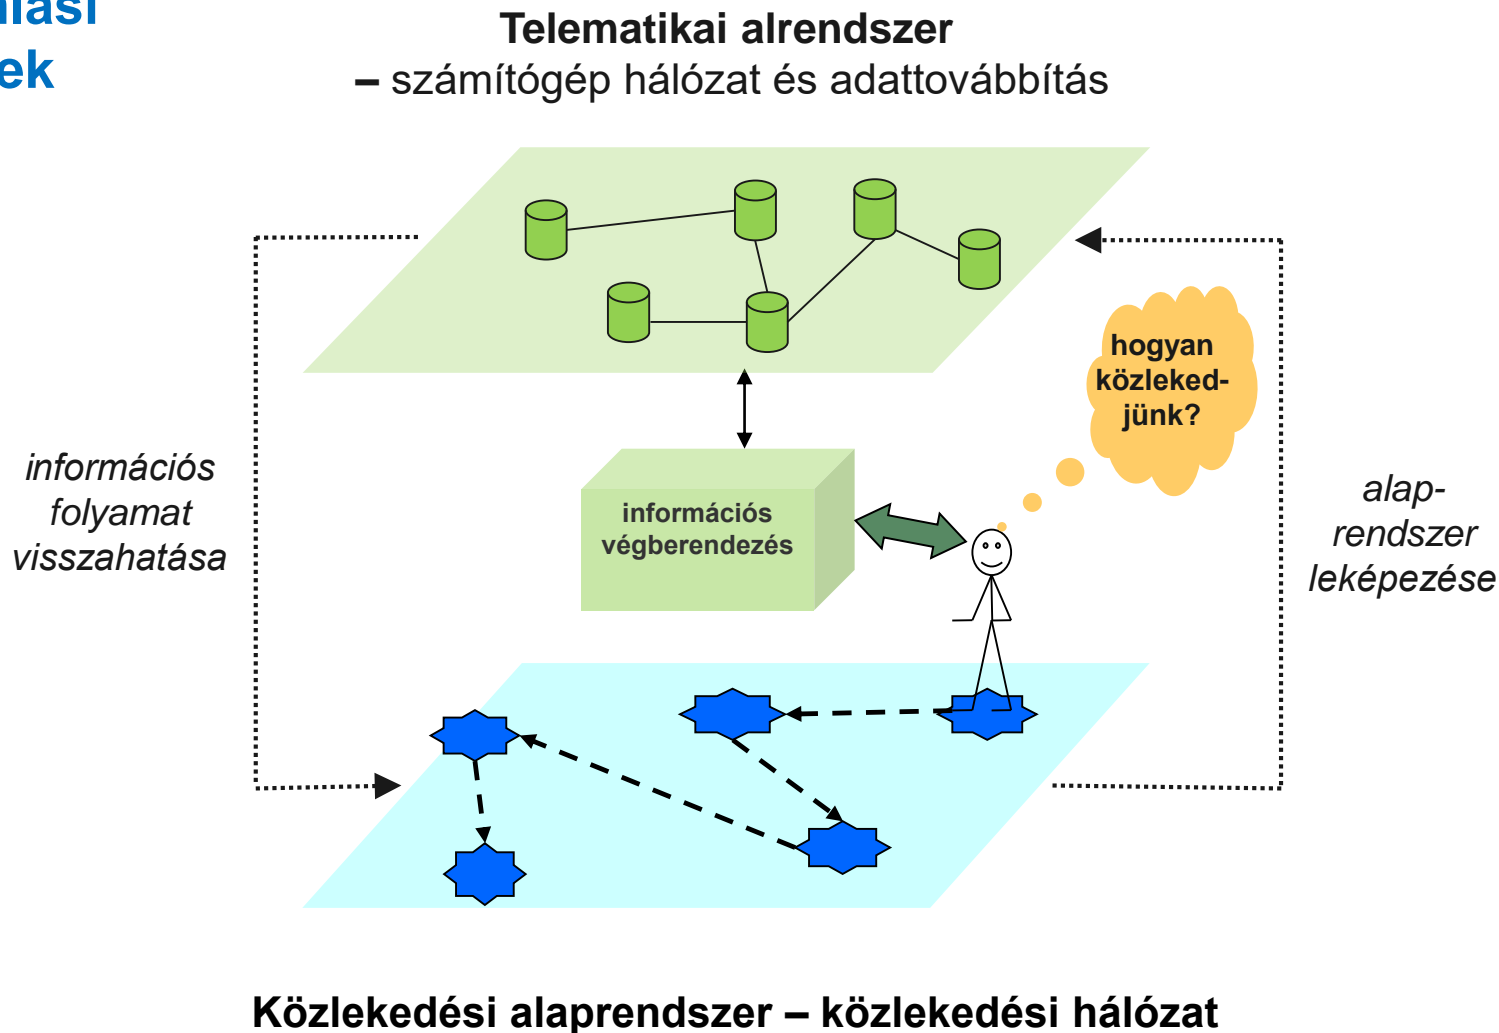 ek
Telematikai alrendszer
– számítógép hálózat és adattovábbítás
hogyan
közleked-
jünk?
információs
folyamat
visszahatása
információs
végberendezés
alap-
rendszer
leképezése
Közlekedési alaprendszer – közlekedési hálózat